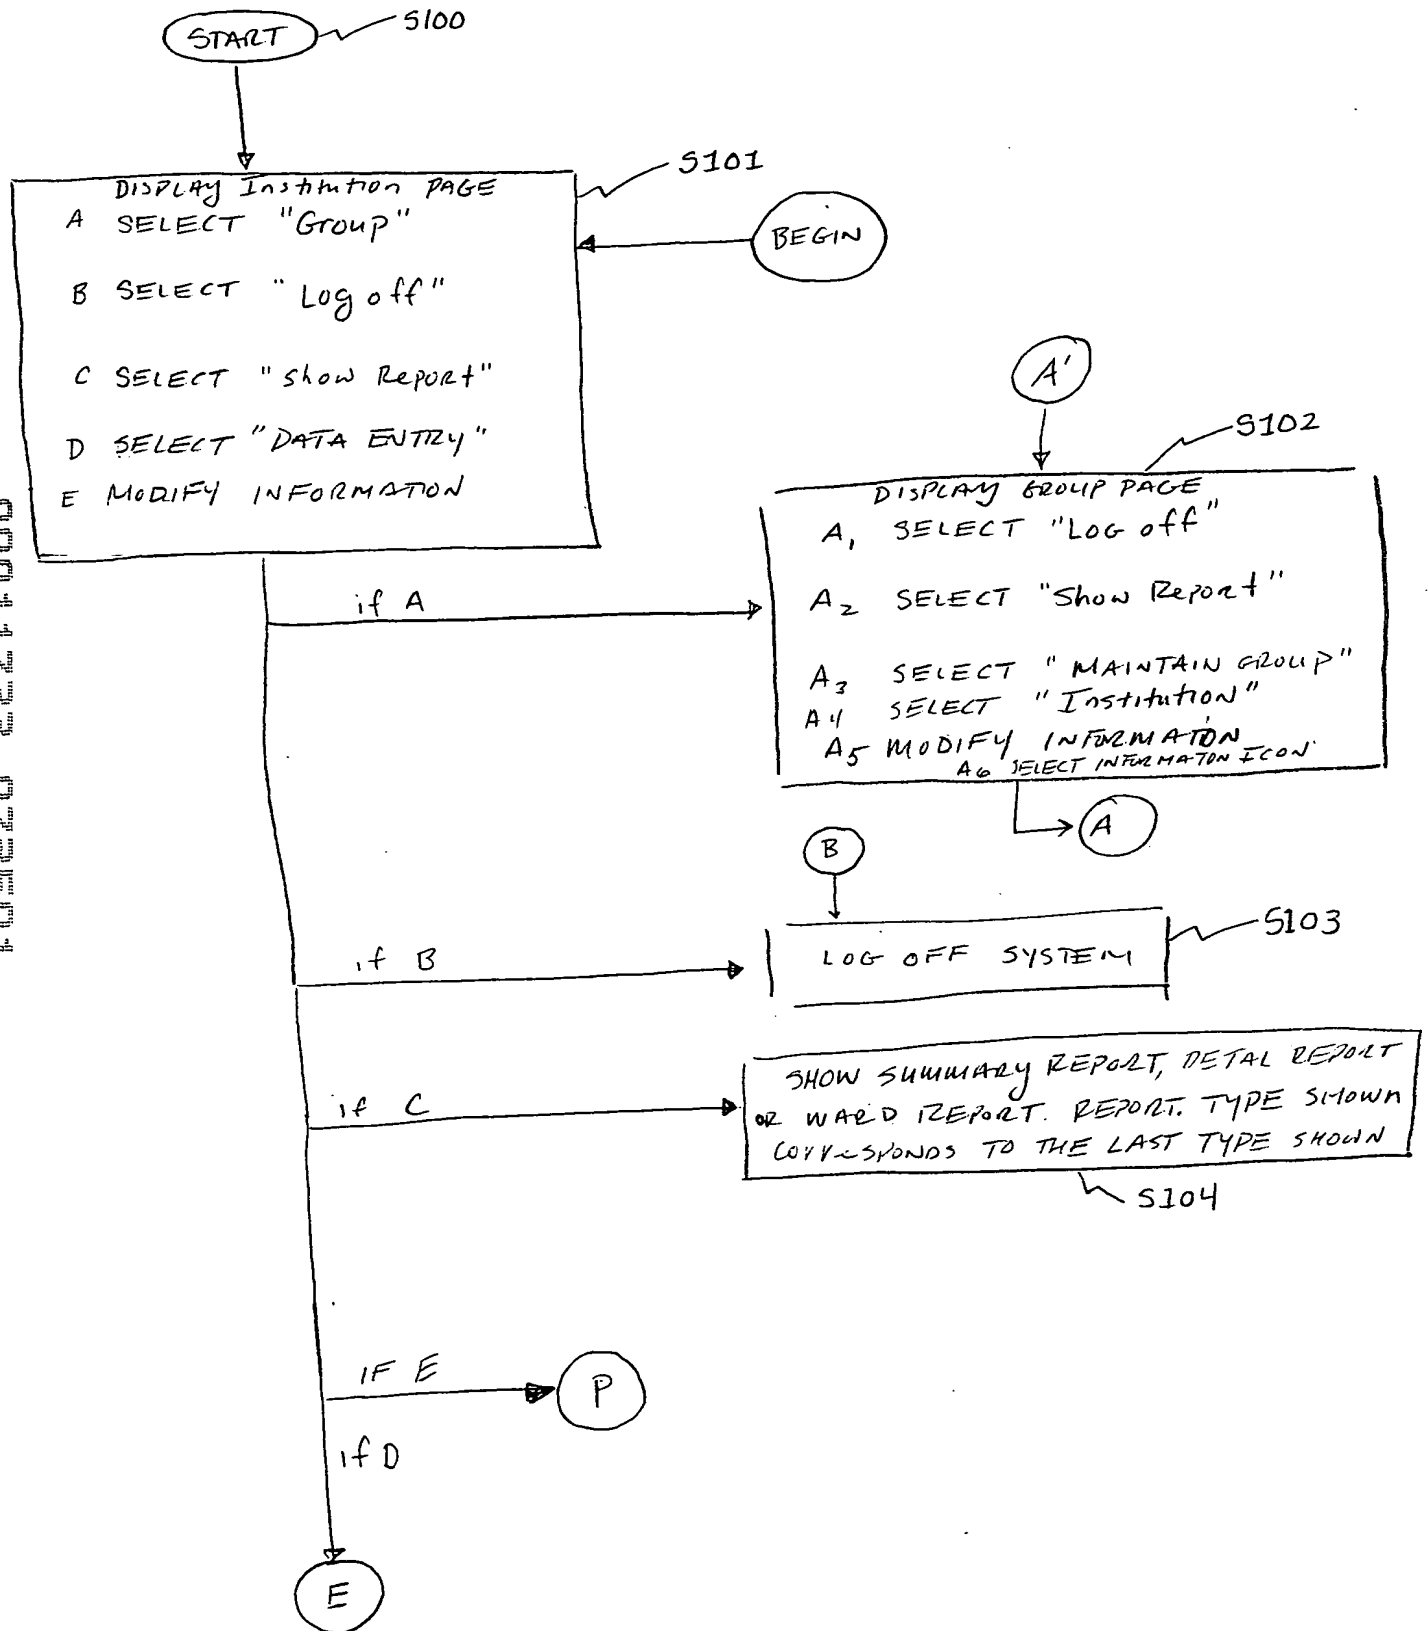 START
S100
S101
DISPLAY Institution PAGE
A SELECT "Group"
B SELECT "Log off"
C SELECT "show Report"
D SELECT "DATA ENTRY"
E MODIFY INFORMATION
BEGIN
A'
S102
DISPLAY GROUP PAGE
A1 SELECT "LOG off"
A2 SELECT "Show Report"
A3 SELECT "MAINTAIN GROUP"
A4 SELECT "Institution"
A5 MODIFY INFORMATON
A6 SELECT INFORMATON ICON
if A
A
B
if B
LOG OFF SYSTEM
S103
if C
SHOW SUMMARY REPORT, DETAL REPORT
OR WARD REPORT. REPORT. TYPE SHOWN
CORRESPONDS TO THE LAST TYPE SHOWN
S104
IF E
P
if D
E